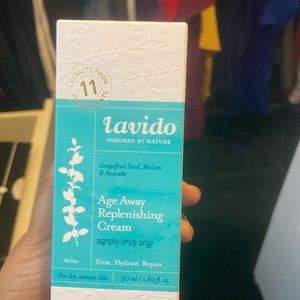 EXTRACTS FROM
11
PLANTS
lavido
INSPIRED BY NATURE
Grapefruit Seed, Melissa
& Avocado
Age Away
Replenishing
Cream
קרם פנים משקם
Firm, Hydrate, Repair
Melissa
For dry, mature skin
50 ml / 1.69 fl. oz.